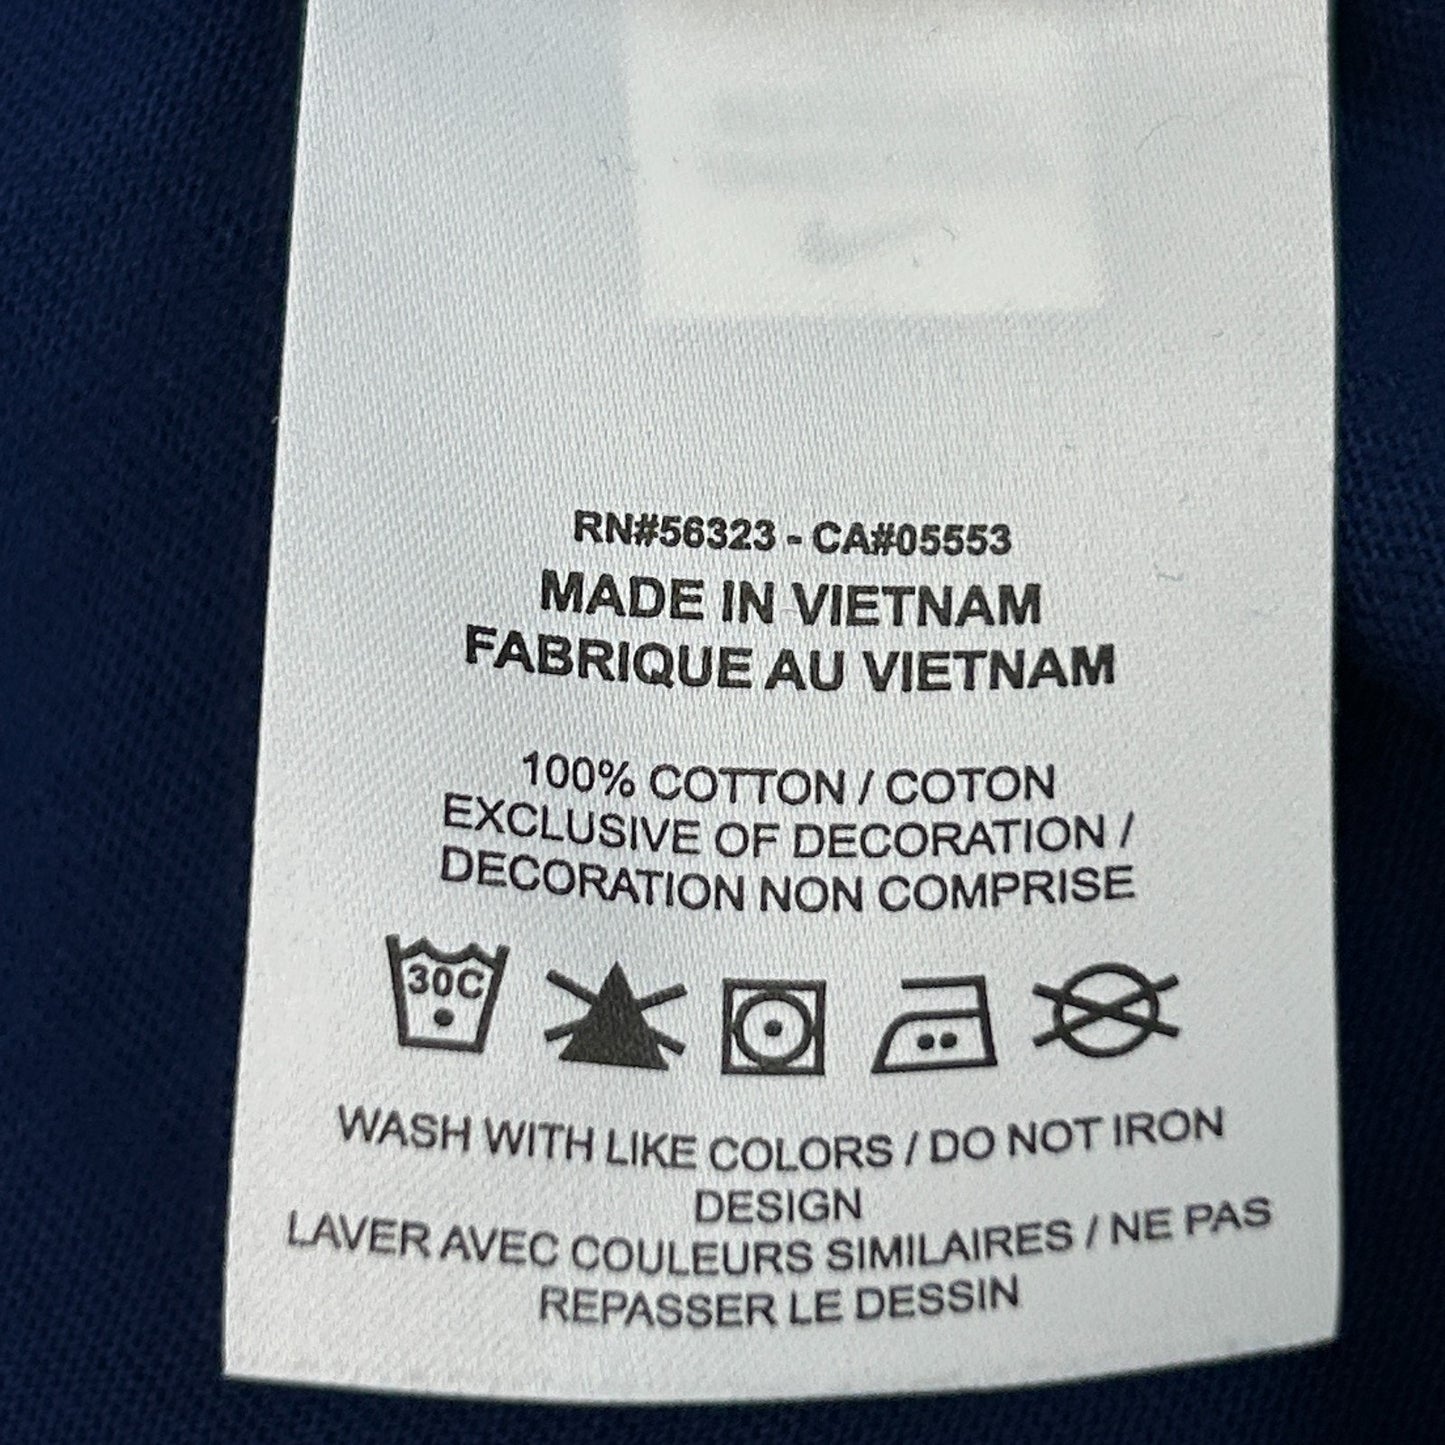 RN#56323 - CA#05553
MADE IN VIETNAM
FABRIQUE AU VIETNAM
100% COTTON / COTON
EXCLUSIVE OF DECORATION /
DECORATION NON COMPRISE
30C
WASH WITH LIKE COLORS / DO NOT IRON
DESIGN
LAVER AVEC COULEURS SIMILAIRES / NE PAS
REPASSER LE DESSIN